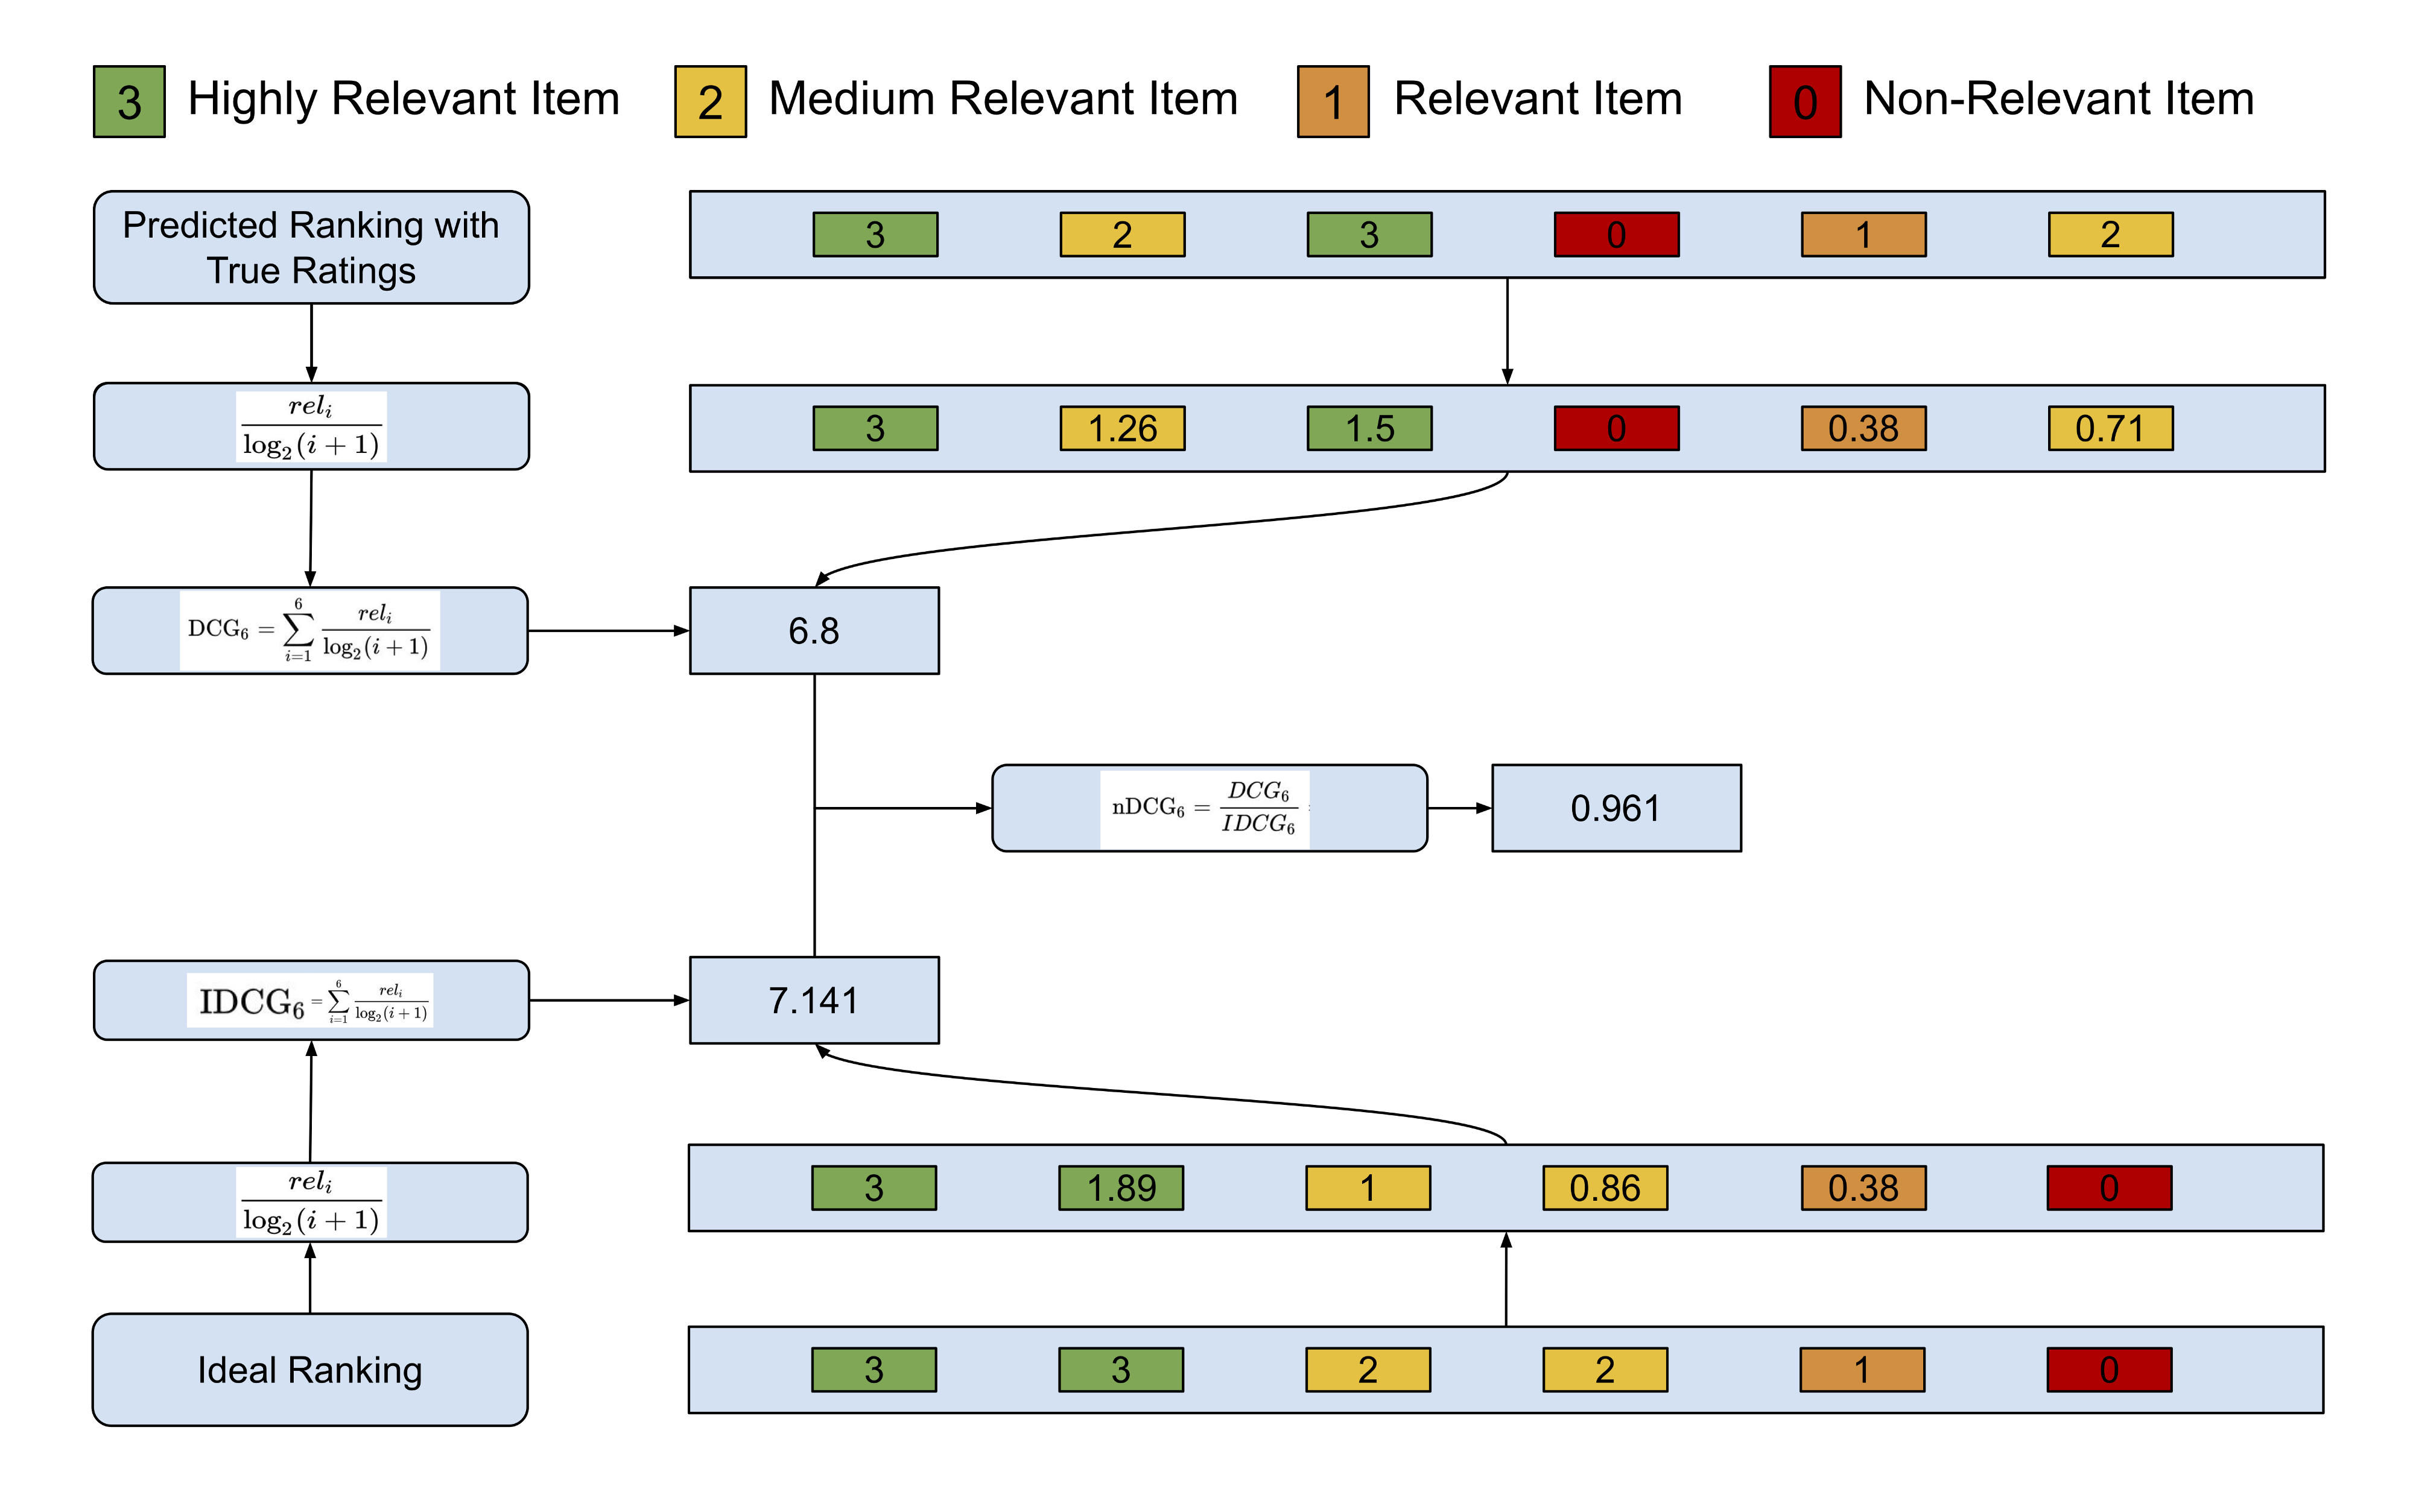 3 Highly Relevant Item 2 Medium Relevant Item 1 Relevant Item 0 Non-Relevant Item
Predicted Ranking with
True Ratings
3 2 3 0 1 2
rel_i / log_2(i + 1)
3 1.26 1.5 0 0.38 0.71
DCG_6 = \sum_{i=1}^{6} rel_i / log_2(i + 1)
6.8
nDCG_6 = DCG_6 / IDCG_6
0.961
IDCG_6 = \sum_{i=1}^{6} rel_i / log_2(i + 1)
7.141
rel_i / log_2(i + 1)
3 1.89 1 0.86 0.38 0
Ideal Ranking
3 3 2 2 1 0